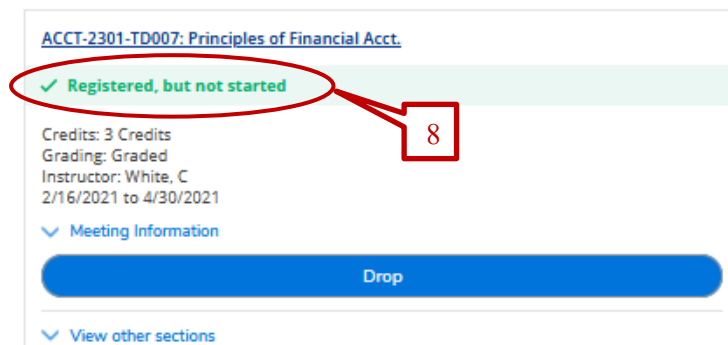 ACCT-2301-TD007: Principles of Financial Acct.
Registered, but not started
8
Credits: 3 Credits
Grading: Graded
Instructor: White, C
2/16/2021 to 4/30/2021
Meeting Information
Drop
View other sections